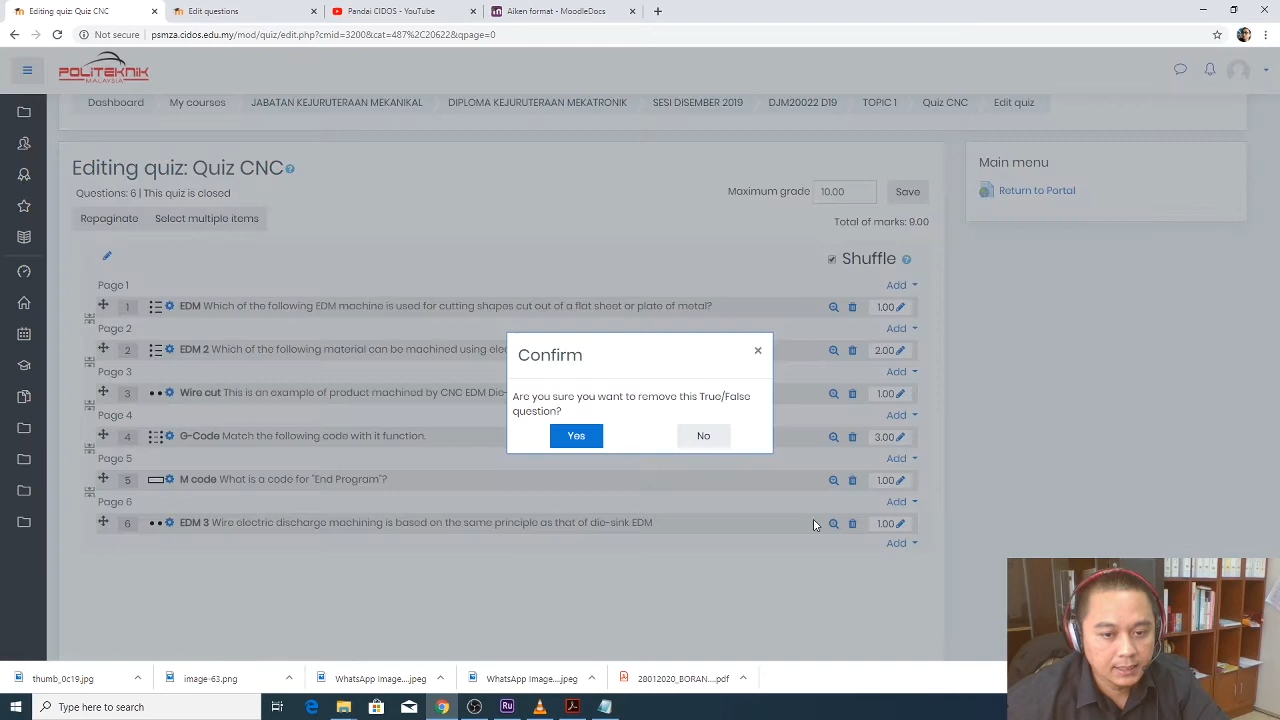 Editing quiz: Quiz CNC
Edit questions
Pandai CIDOS - YouTube
Aiken format - MoodleDocs
Not secure
psmza.cidos.edu.my/mod/quiz/edit.php?cmid=3200&cat=487%2C20622&qpage=0
POLITEKNIK
MALAYSIA
Dashboard
My courses
JABATAN KEJURUTERAAN MEKANIKAL
DIPLOMA KEJURUTERAAN MEKATRONIK
SESI DISEMBER 2019
DJM20022 D19
TOPIC 1
Quiz CNC
Edit quiz
Editing quiz: Quiz CNC
Questions: 6 | This quiz is closed
Maximum grade 10.00 Save
Repaginate Select multiple items
Total of marks: 9.00
Shuffle
Page 1
Add
1 EDM Which of the following EDM machine is used for cutting shapes cut out of a flat sheet or plate of metal? 1.00
Page 2
Add
2 EDM 2 Which of the following material can be machined using ele 2.00
Page 3
Add
3 Wire cut This is an example of product machined by CNC EDM Die- 1.00
Page 4
Add
4 G-Code Match the following code with it function. 3.00
Page 5
Add
5 M code What is a code for "End Program"? 1.00
Page 6
Add
6 EDM 3 Wire electric discharge machining is based on the same principle as that of die-sink EDM 1.00
Add
Main menu
Return to Portal
Confirm
Are you sure you want to remove this True/False
question?
Yes
No
thumb_0c19.jpg
image-63.png
WhatsApp Image....jpeg
WhatsApp Image....jpeg
28012020_BORAN....pdf
Type here to search
Ru